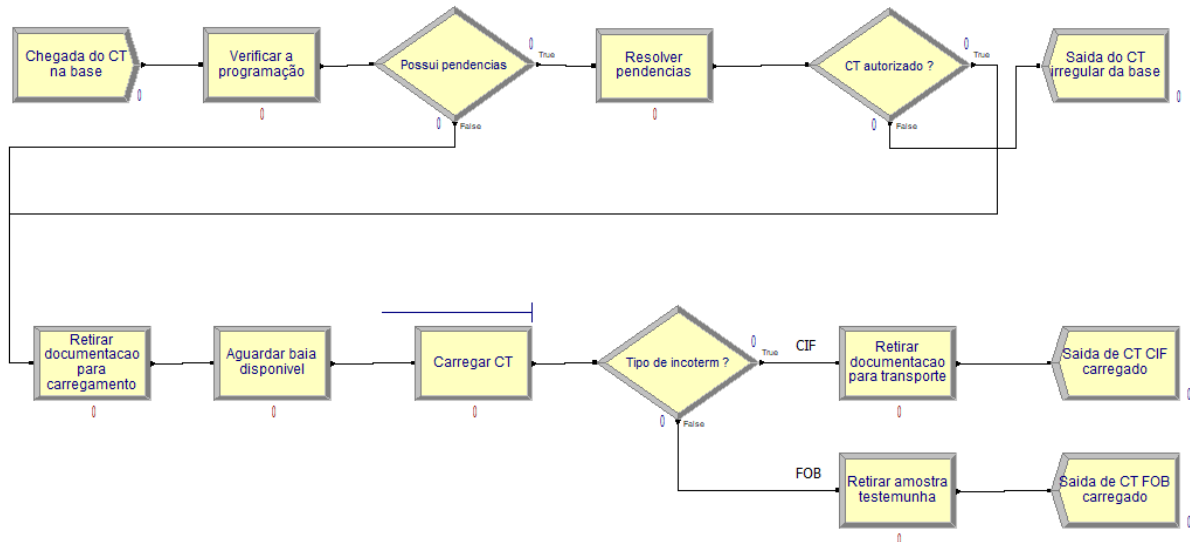 Chegada do CT
na base
0
Verificar a
programação
0
Possui pendencias
0
True
0
False
Resolver
pendencias
0
CT autorizado ?
0
True
0
False
Saida do CT
irregular da base
0
Retirar
documentacao
para
carregamento
0
Aguardar baia
disponivel
0
Carregar CT
0
Tipo de incoterm ?
0
True
0
False
CIF
Retirar
documentacao
para transporte
0
Saida de CT CIF
carregado
0
FOB
Retirar amostra
testemunha
0
Saida de CT FOB
carregado
0